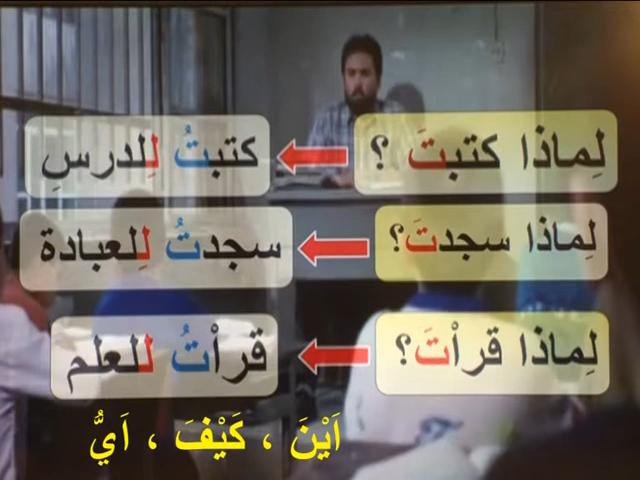 لِماذا كتبتَ ؟ كتبتُ لِلدرسِ
لِماذا سجدتَ؟ سجدتُ لِلعبادة
لِماذا قرأْتَ؟ قرأْتُ للعلم
اَيْنَ ، كَيْفَ ، اَيُّ